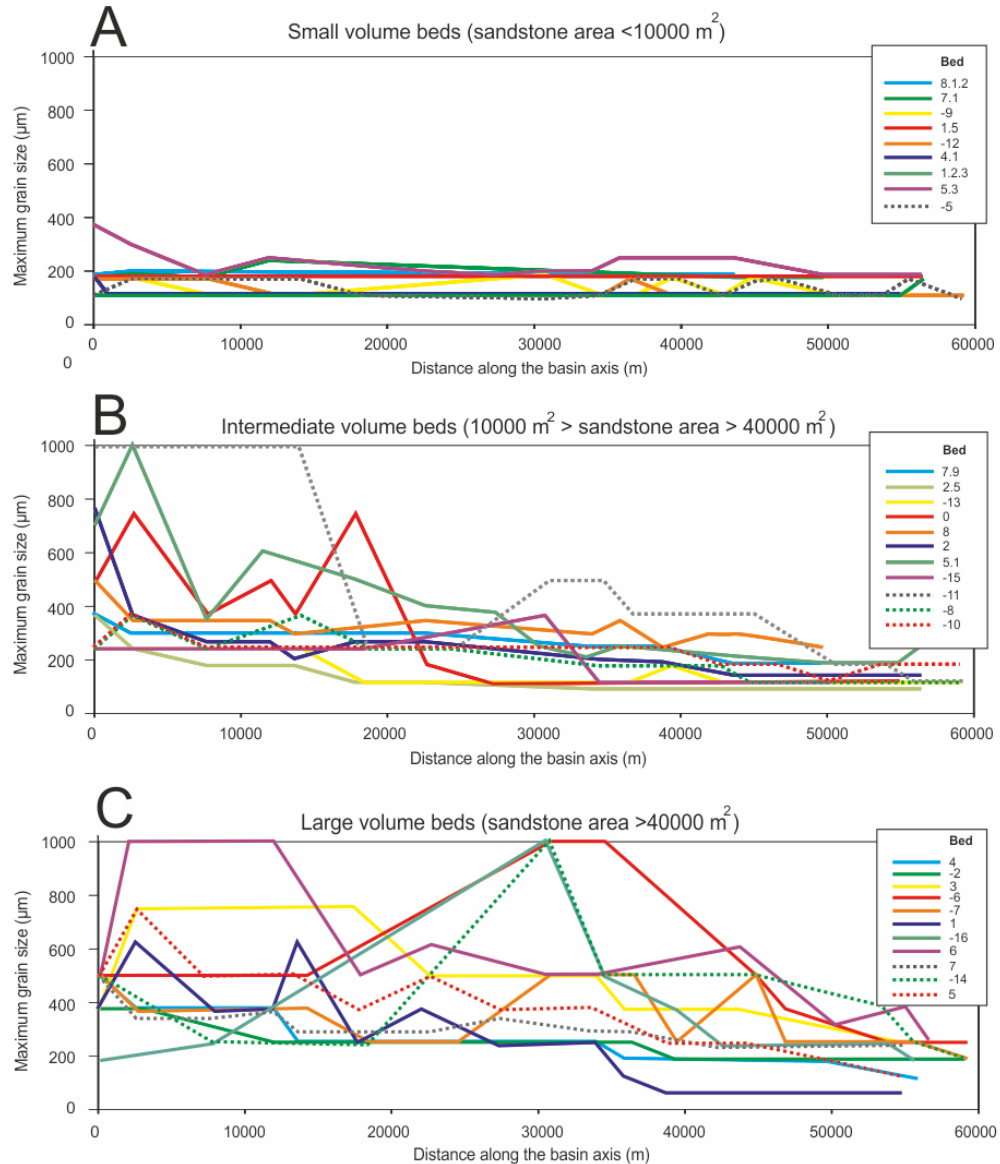 A
Small volume beds (sandstone area <10000 m²)
Maximum grain size (µm)
1000
800
600
400
200
0
0
0 10000 20000 30000 40000 50000 60000
Distance along the basin axis (m)
Bed
8.1.2
7.1
-9
1.5
-12
4.1
1.2.3
5.3
-5
B
Intermediate volume beds (10000 m² > sandstone area > 40000 m²)
MaxImum grain size (µm)
1000
800
600
400
200
0
0 10000 20000 30000 40000 50000 60000
Distance along the basin axis (m)
Bed
7.9
2.5
-13
0
8
2
5.1
-15
-11
-8
-10
C
Large volume beds (sandstone area >40000 m²)
Maximum grain size (µm)
1000
800
600
400
200
0
0 10000 20000 30000 40000 50000 60000
Distance along the basin axis (m)
Bed
4
-2
3
-6
-7
1
-16
6
7
-14
5